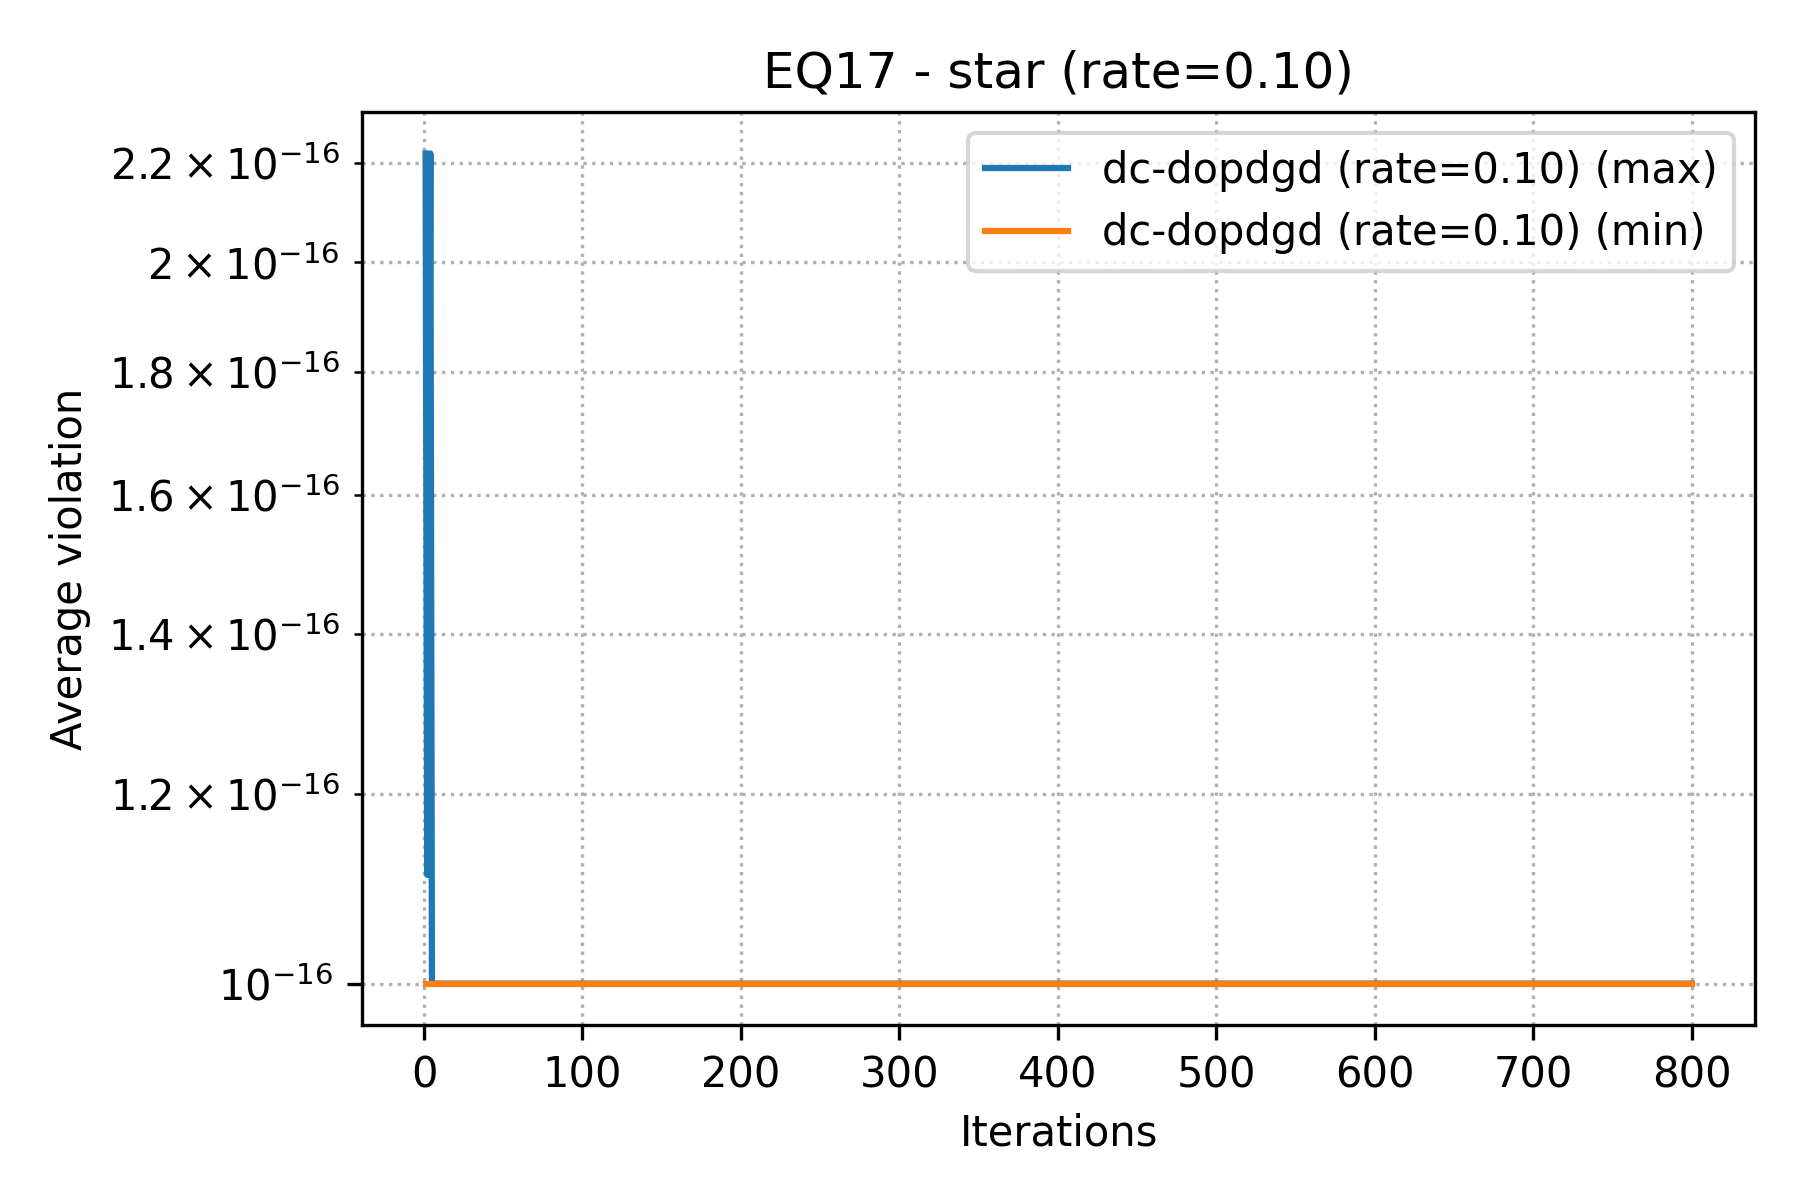 EQ17 - star (rate=0.10)
dc-dopdgd (rate=0.10) (max)
dc-dopdgd (rate=0.10) (min)
Average violation
2.2 × 10⁻¹⁶
2 × 10⁻¹⁶
1.8 × 10⁻¹⁶
1.6 × 10⁻¹⁶
1.4 × 10⁻¹⁶
1.2 × 10⁻¹⁶
10⁻¹⁶
0 100 200 300 400 500 600 700 800
Iterations